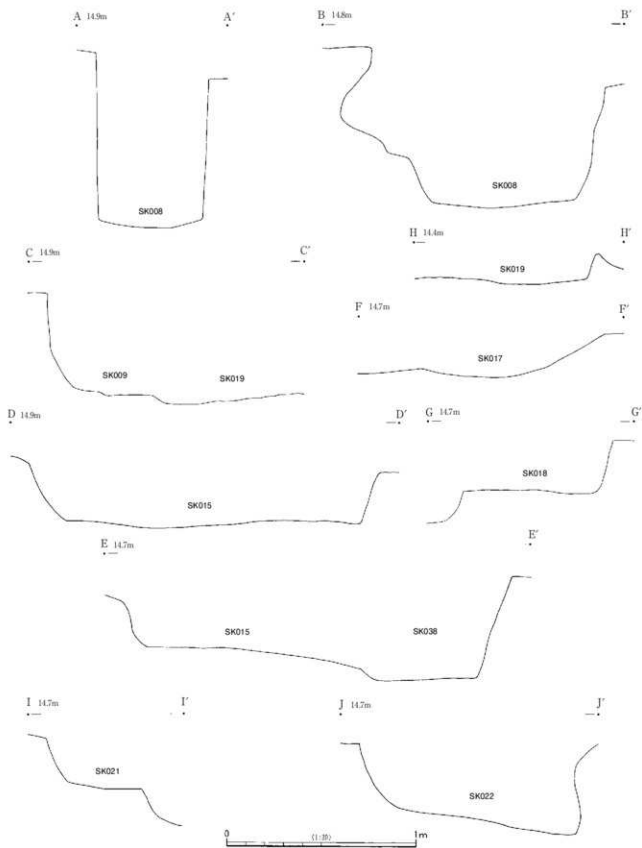 A 14.9m A′
B 14.8m B′
SK008
SK008
H 14.4m H′
SK019
C 14.9m C′
F 14.7m F′
SK009 SK019
SK017
D 14.9m D′
G 14.7m G′
SK018
SK015
E 14.7m E′
SK015 SK038
I 14.7m I′
J 14.7m J′
SK021
SK022
0 (1:20) 1m